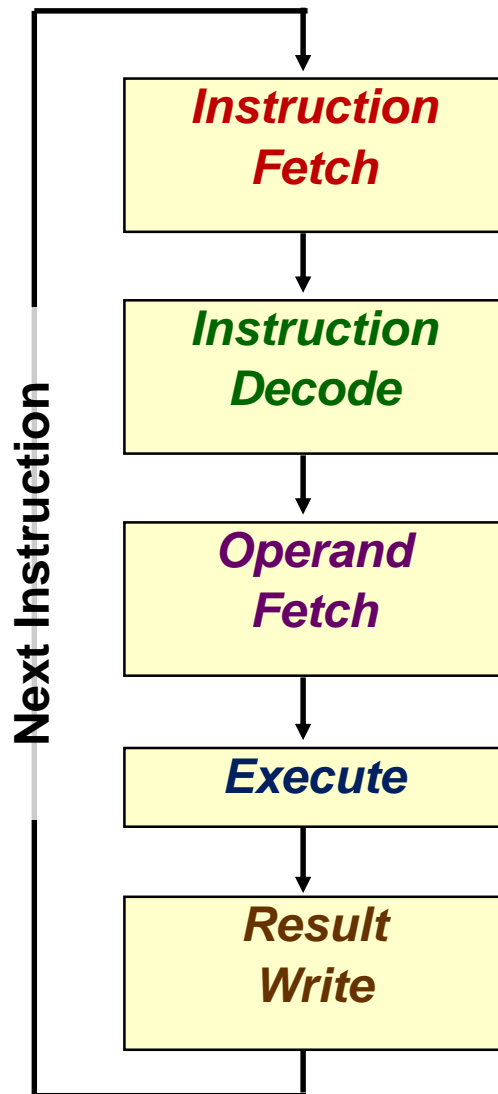 Instruction
Fetch
Instruction
Decode
Operand
Fetch
Execute
Result
Write
Next Instruction